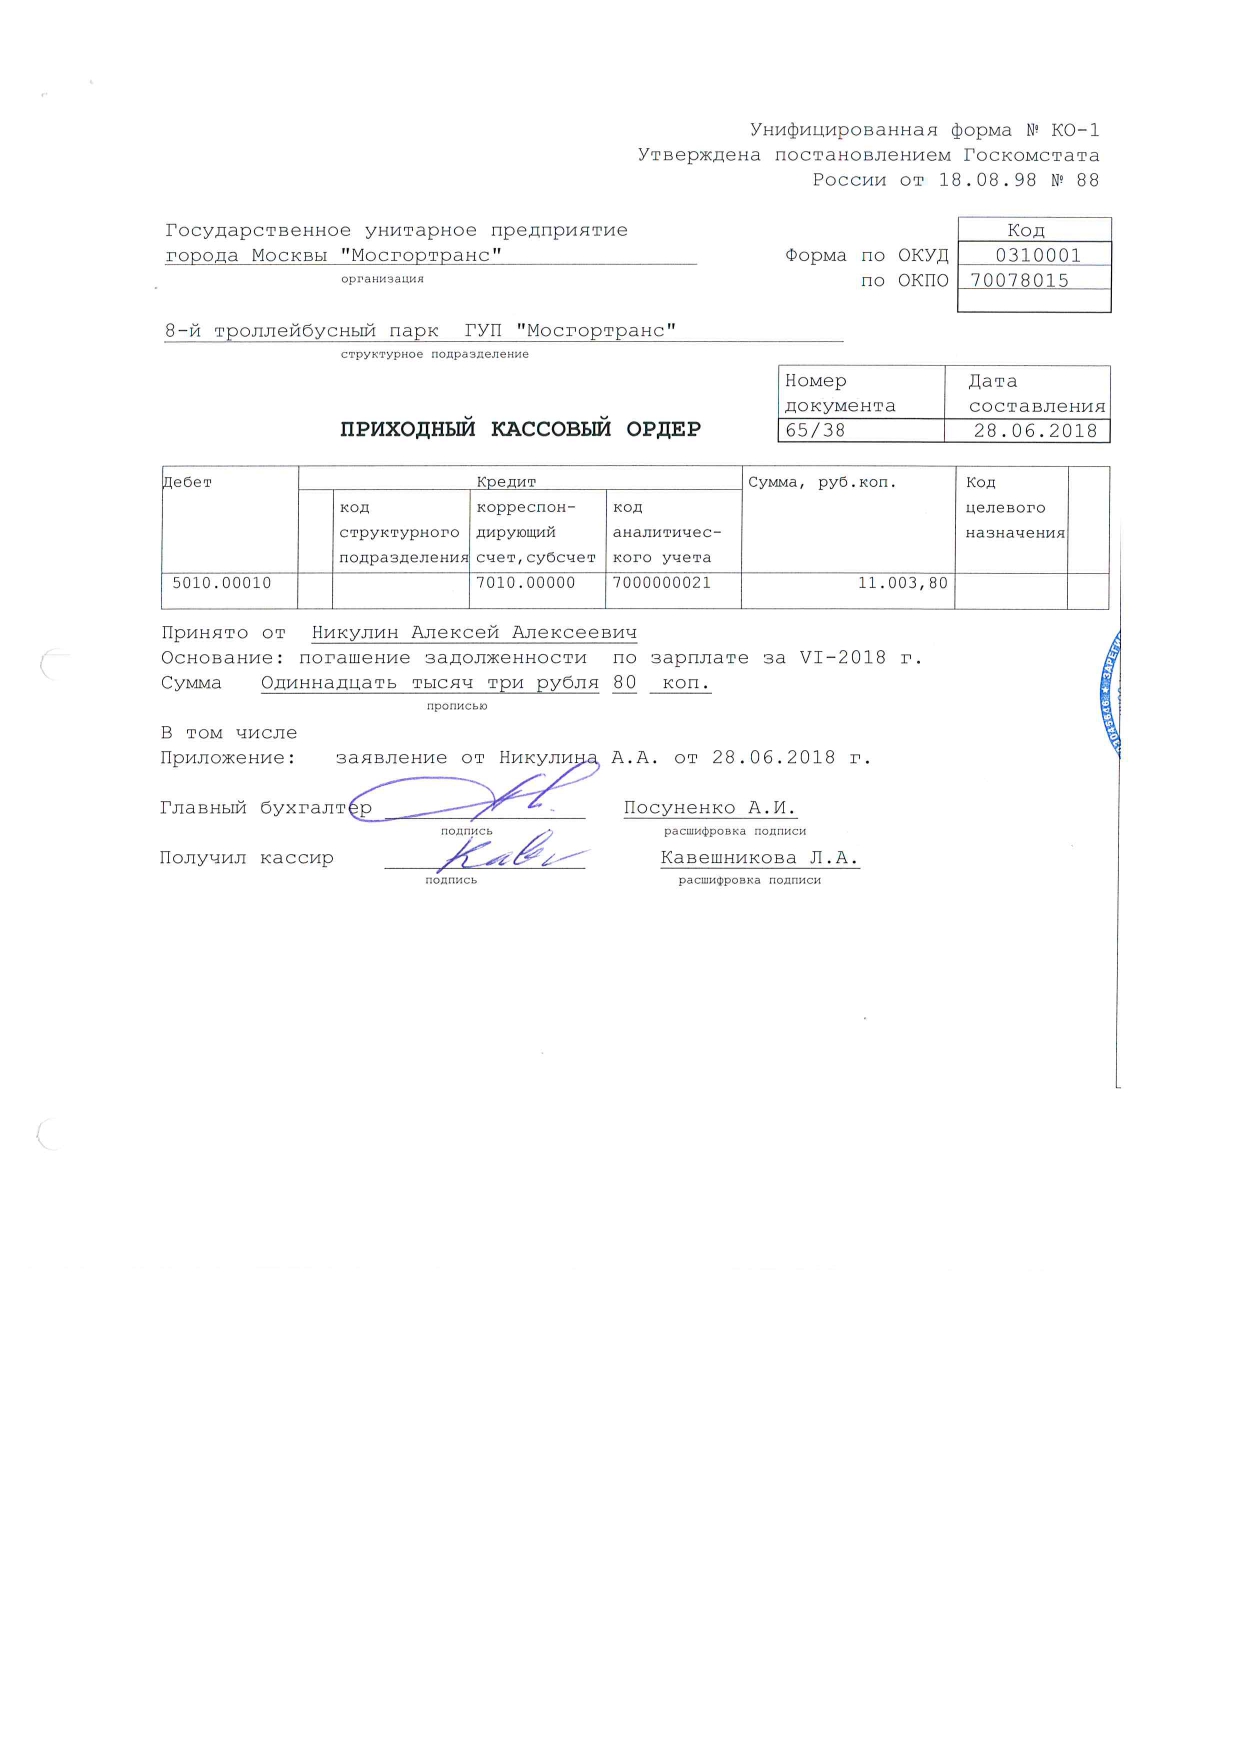 Унифицированная форма № КО-1
Утверждена постановлением Госкомстата
России от 18.08.98 № 88
Государственное унитарное предприятие
города Москвы "Мосгортранс"
организация
Код
Форма по ОКУД 0310001
по ОКПО 70078015
8-й троллейбусный парк ГУП "Мосгортранс"
структурное подразделение
Номер документа
Дата составления
ПРИХОДНЫЙ КАССОВЫЙ ОРДЕР
65/38 28.06.2018
Дебет Кредит Сумма, руб.коп. Код целевого назначения
код структурного подразделения
корреспон-дирующий счет,субсчет
код аналитичес-кого учета
5010.00010 7010.00000 7000000021 11.003,80
Принято от Никулин Алексей Алексеевич
Основание: погашение задолженности по зарплате за VI-2018 г.
Сумма Одиннадцать тысяч три рубля 80 коп.
прописью
В том числе
Приложение: заявление от Никулина А.А. от 28.06.2018 г.
Главный бухгалтер Посуненко А.И.
подпись расшифровка подписи
Получил кассир Кавешникова Л.А.
подпись расшифровка подписи